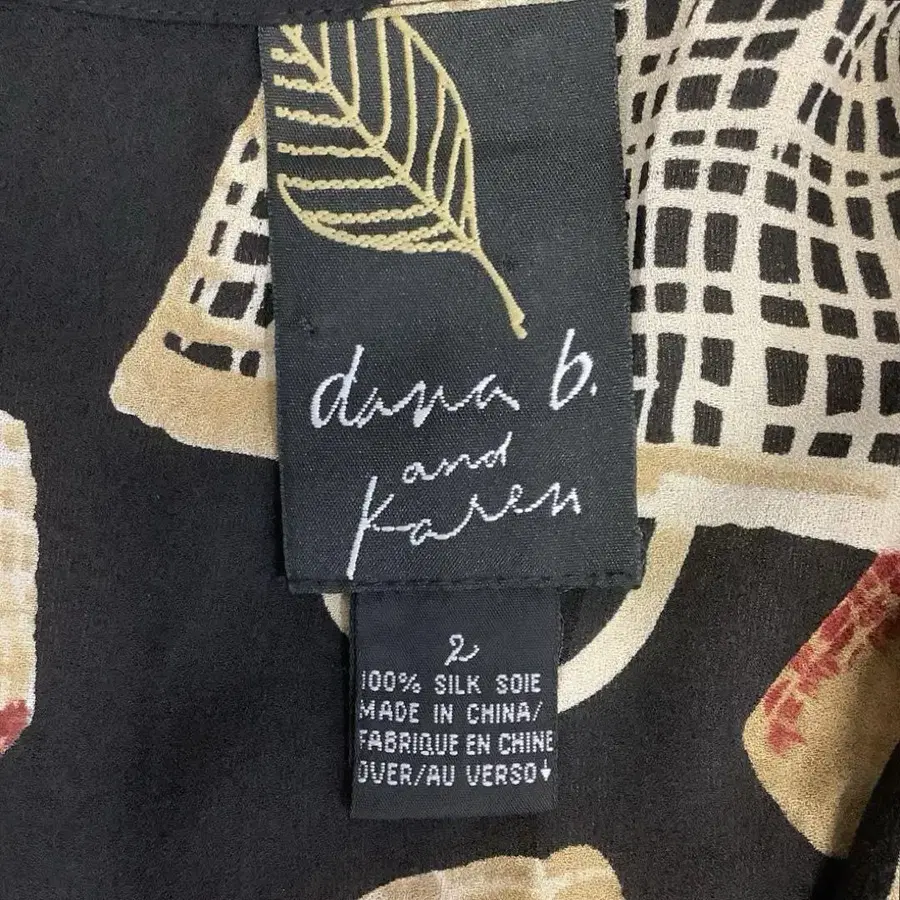 dana b.
and
karen
2
100% SILK SOIE
MADE IN CHINA/
FABRIQUE EN CHINE
OVER/AU VERSO↓